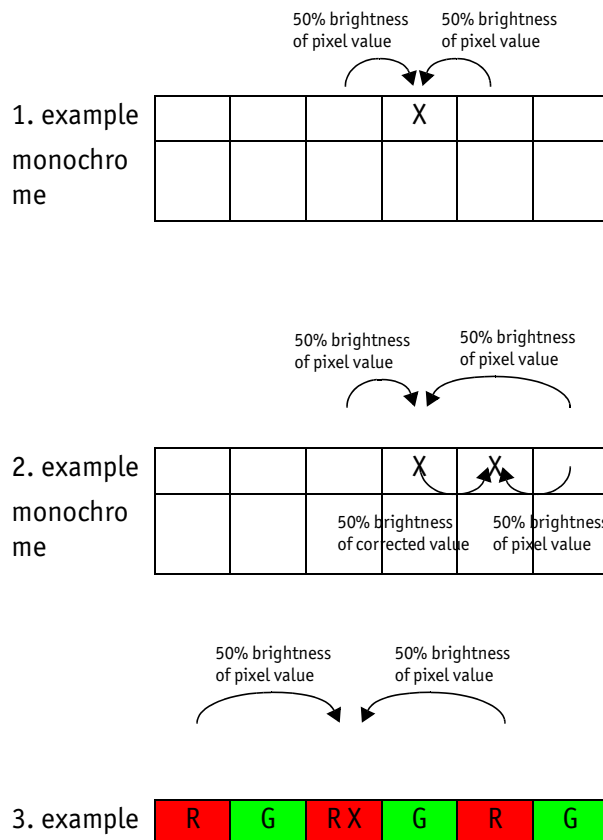 50% brightness
of pixel value
50% brightness
of pixel value
1. example
X
monochro
me
50% brightness
of pixel value
50% brightness
of pixel value
2. example
X X
monochro
me
50% brightness
of corrected value
50% brightness
of pixel value
50% brightness
of pixel value
50% brightness
of pixel value
3. example
R G R X G R G